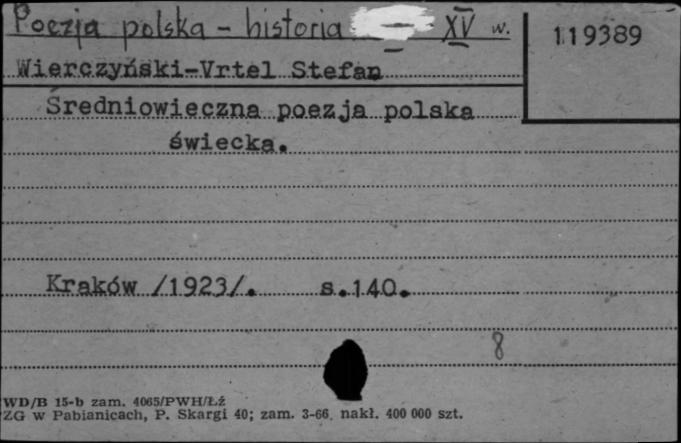 Poezja polska - historia - XV w.
119389
Wierczyński-Vrtel Stefan
Średniowieczna poezja polska
świecka.
Kraków /1923/. s.140.
8
WD/B 15-b zam. 4065/PWH/Łź
ZG w Pabianicach, P. Skargi 40; zam. 3-66, nakł. 400 000 szt.